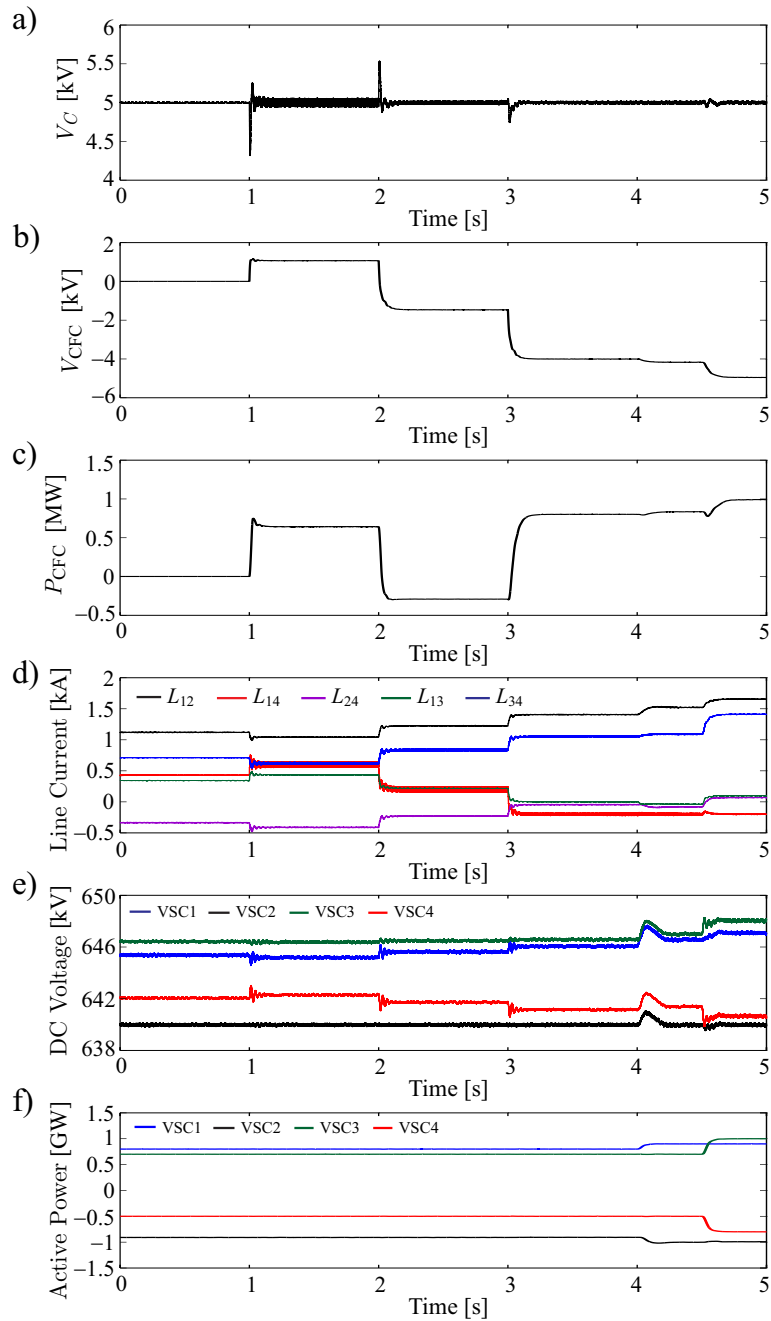 a)
V_C [kV]
6
5.5
5
4.5
4
0 1 2 3 4 5
Time [s]
b)
V_CFC [kV]
2
0
−2
−4
−6
0 1 2 3 4 5
Time [s]
c)
P_CFC [MW]
1.5
1
0.5
0
−0.5
0 1 2 3 4 5
Time [s]
d)
Line Current [kA]
2
1.5
1
0.5
0
−0.5
L_12 L_14 L_24 L_13 L_34
0 1 2 3 4 5
Time [s]
e)
DC Voltage [kV]
650
646
642
638
VSC1 VSC2 VSC3 VSC4
0 1 2 3 4 5
Time [s]
f)
Active Power [GW]
1.5
1
0.5
0
−0.5
−1
−1.5
VSC1 VSC2 VSC3 VSC4
0 1 2 3 4 5
Time [s]